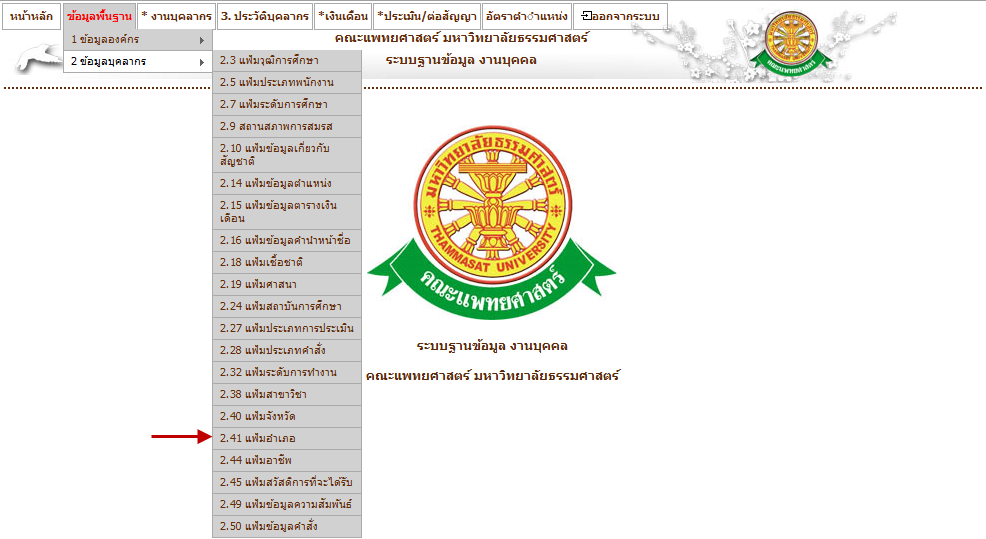 หน้าหลัก ข้อมูลพื้นฐาน * งานบุคลากร 3. ประวัติบุคลากร *เงินเดือน *ประเมิน/ต่อสัญญา อัตราตำาแหน่ง ออกจากระบบ
1 ข้อมูลองค์กร
2 ข้อมูลบุคลากร
คณะแพทยศาสตร์ มหาวิทยาลัยธรรมศาสตร์
ระบบฐานข้อมูล งานบุคคล
คณะแพทยศาสตร์
2.3 แฟ้มวุฒิการศึกษา
2.5 แฟ้มประเภทพนักงาน
2.7 แฟ้มระดับการศึกษา
2.9 สถานสภาพการสมรส
2.10 แฟ้มข้อมูลเกี่ยวกับ
สัญชาติ
2.14 แฟ้มข้อมูลตำแหน่ง
2.15 แฟ้มข้อมูลตารางเงิน
เดือน
2.16 แฟ้มข้อมูลคำนำหน้าชื่อ
2.18 แฟ้มเชื้อชาติ
2.19 แฟ้มศาสนา
2.24 แฟ้มสถาบันการศึกษา
2.27 แฟ้มประเภทการประเมิน
2.28 แฟ้มประเภทคำสั่ง
2.32 แฟ้มระดับการทำงาน
2.38 แฟ้มสาขาวิชา
2.40 แฟ้มจังหวัด
2.41 แฟ้มอำเภอ
2.44 แฟ้มอาชีพ
2.45 แฟ้มสวัสดิการที่จะได้รับ
2.49 แฟ้มข้อมูลความสัมพันธ์
2.50 แฟ้มข้อมูลคำสั่ง
มหาวิทยาลัยธรรมศาสตร์
THAMMASAT UNIVERSITY
คณะแพทยศาสตร์
ระบบฐานข้อมูล งานบุคคล
คณะแพทยศาสตร์ มหาวิทยาลัยธรรมศาสตร์